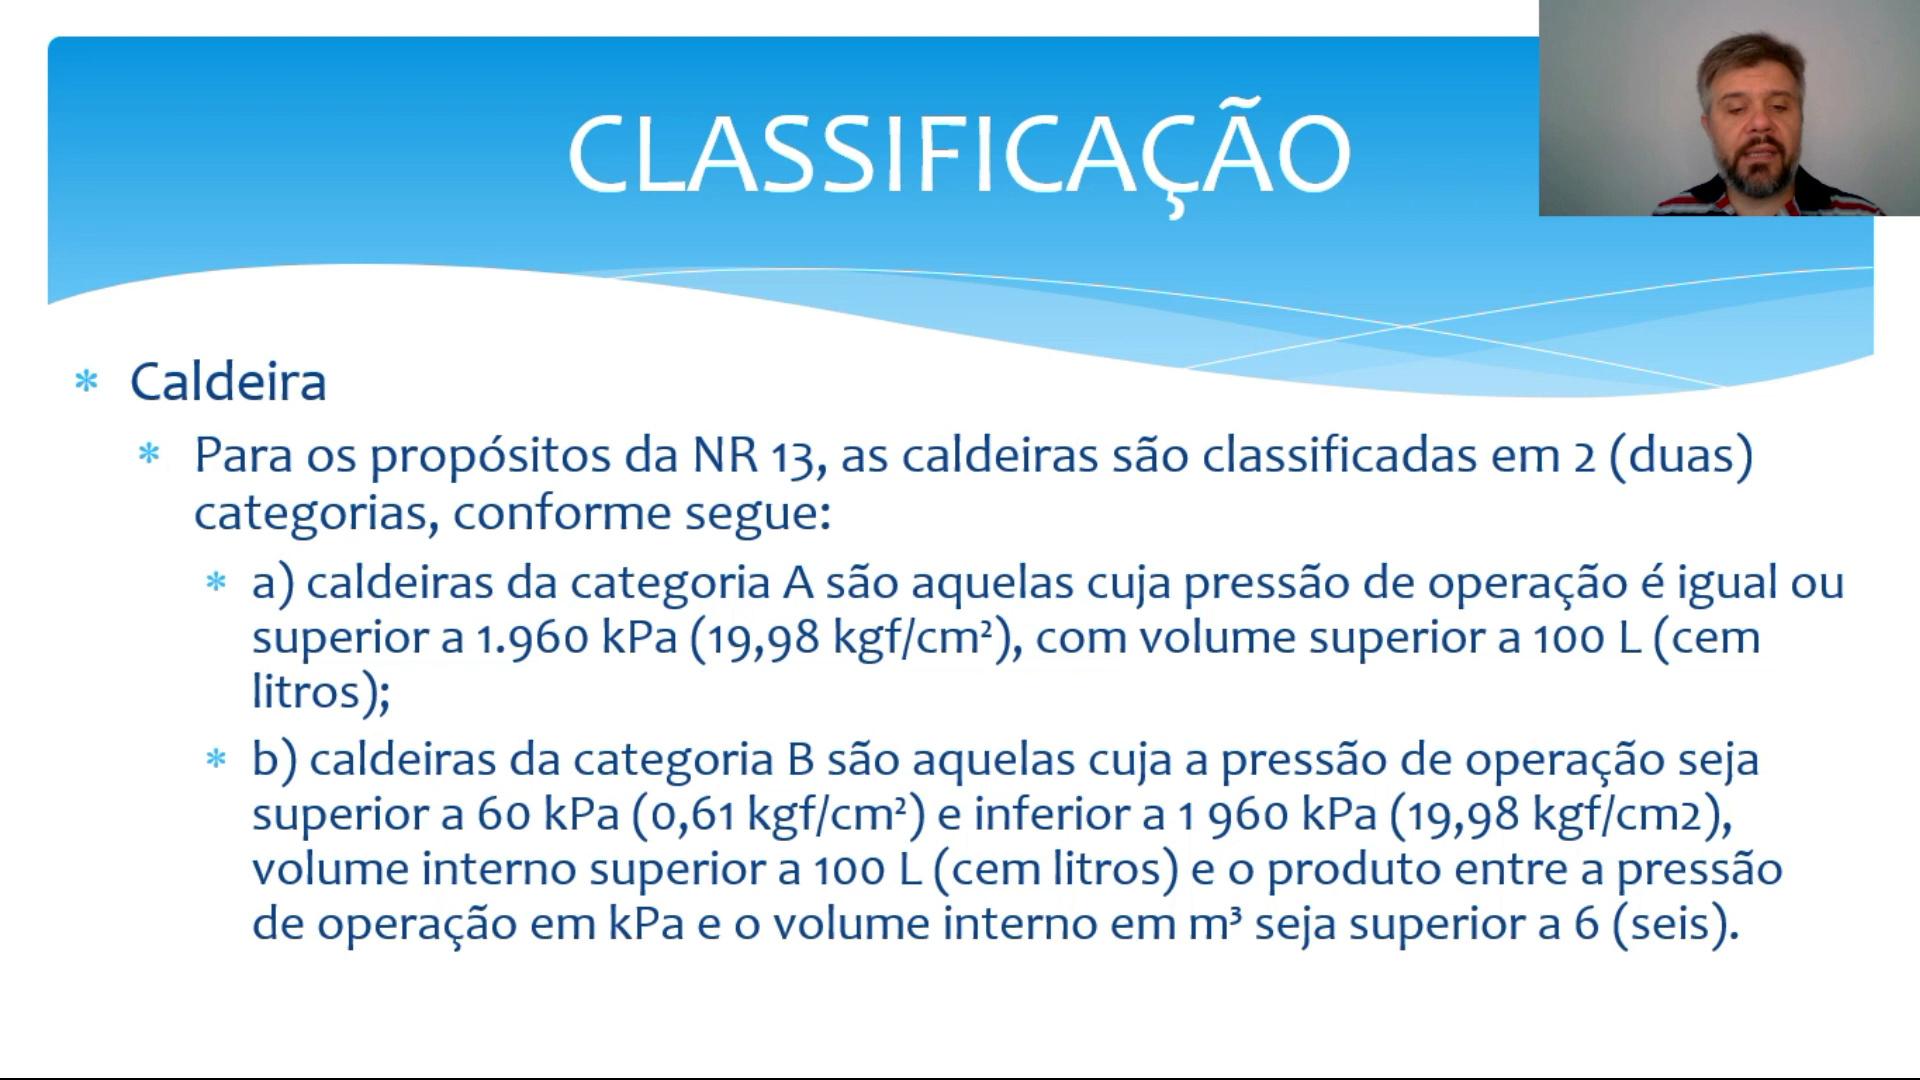 CLASSIFICAÇÃO
* Caldeira
* Para os propósitos da NR 13, as caldeiras são classificadas em 2 (duas)
categorias, conforme segue:
* a) caldeiras da categoria A são aquelas cuja pressão de operação é igual ou
superior a 1.960 kPa (19,98 kgf/cm²), com volume superior a 100 L (cem
litros);
* b) caldeiras da categoria B são aquelas cuja a pressão de operação seja
superior a 60 kPa (0,61 kgf/cm²) e inferior a 1 960 kPa (19,98 kgf/cm2),
volume interno superior a 100 L (cem litros) e o produto entre a pressão
de operação em kPa e o volume interno em m³ seja superior a 6 (seis).